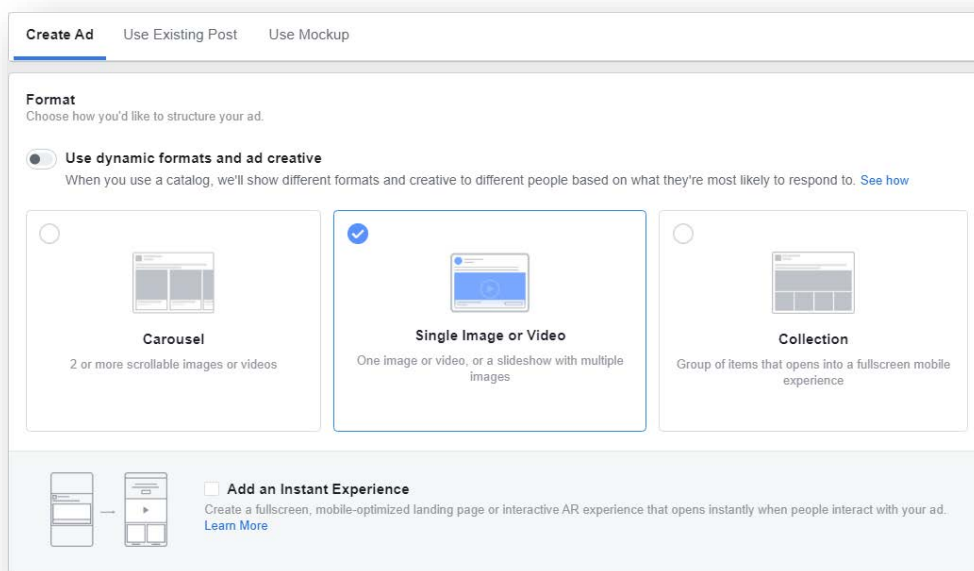 Create Ad Use Existing Post Use Mockup
Format
Choose how you'd like to structure your ad.
Use dynamic formats and ad creative
When you use a catalog, we'll show different formats and creative to different people based on what they're most likely to respond to. See how
Carousel
2 or more scrollable images or videos
Single Image or Video
One image or video, or a slideshow with multiple
images
Collection
Group of items that opens into a fullscreen mobile
experience
Add an Instant Experience
Create a fullscreen, mobile-optimized landing page or interactive AR experience that opens instantly when people interact with your ad.
Learn More